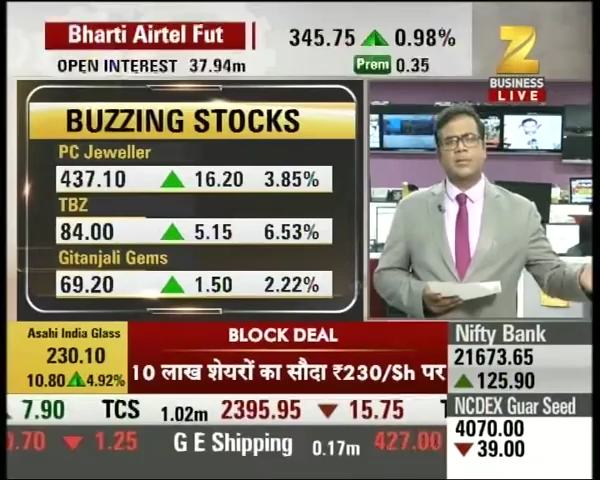 Bharti Airtel Fut
345.75 0.98%
OPEN INTEREST 37.94m
Prem 0.35
Z
BUSINESS
LIVE
BUZZING STOCKS
PC Jeweller
437.10 16.20 3.85%
TBZ
84.00 5.15 6.53%
Gitanjali Gems
69.20 1.50 2.22%
Asahi India Glass
230.10
10.80 4.92%
BLOCK DEAL
10 लाख शेयरों का सौदा ₹230/Sh पर
Nifty Bank
21673.65
125.90
NCDEX Guar Seed
4070.00
39.00
7.90 TCS 1.02m 2395.95 15.75
.70 1.25 G E Shipping 0.17m 427.00